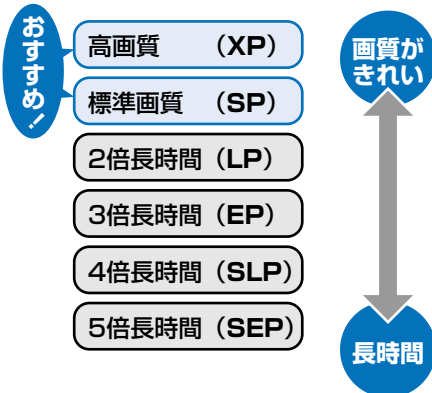 おすすめ!
高画質 (XP)
標準画質 (SP)
2倍長時間 (LP)
3倍長時間 (EP)
4倍長時間 (SLP)
5倍長時間 (SEP)
画質が
きれい
長時間